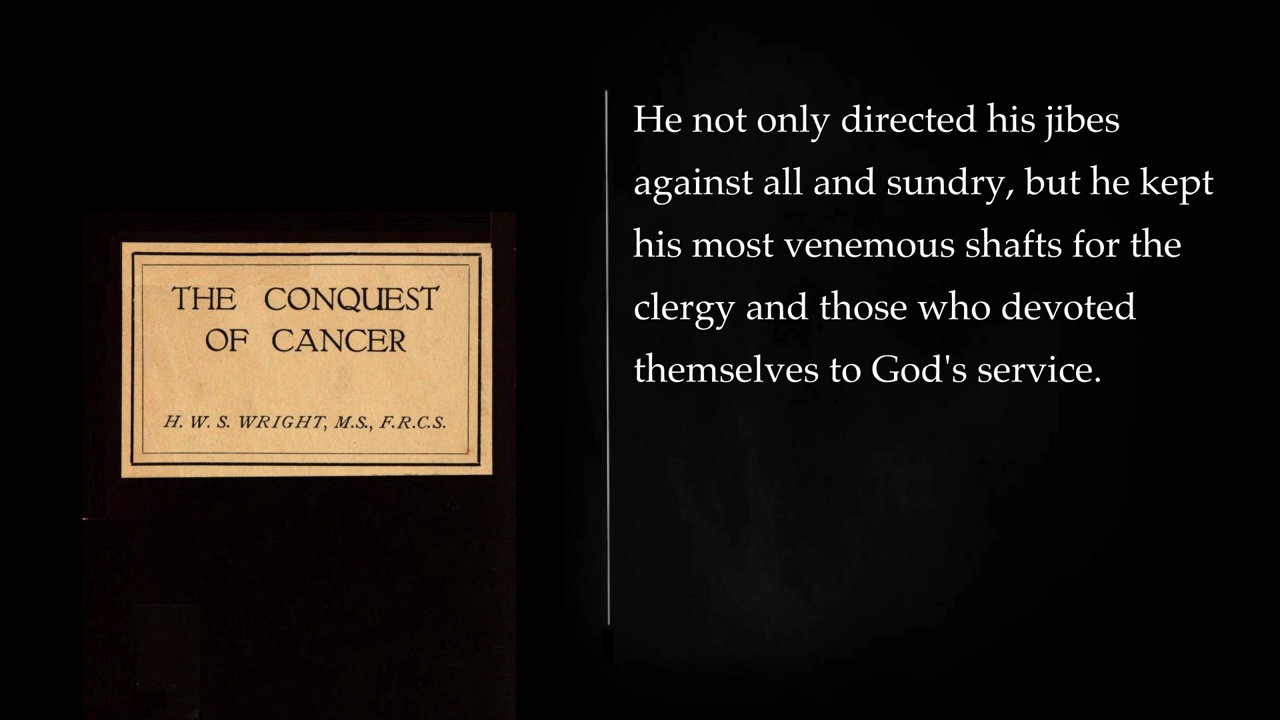 THE CONQUEST
OF CANCER
H. W. S. WRIGHT, M.S., F.R.C.S.
He not only directed his jibes
against all and sundry, but he kept
his most venemous shafts for the
clergy and those who devoted
themselves to God's service.